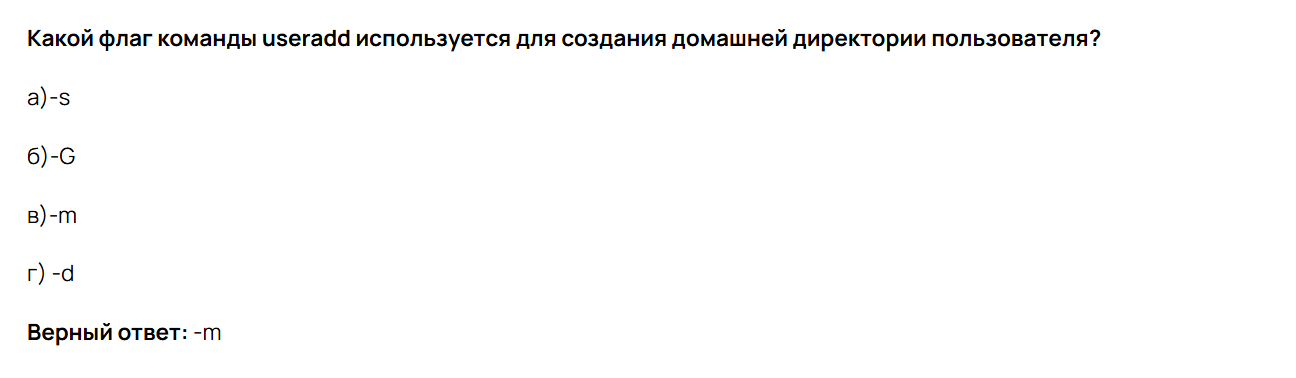 Какой флаг команды useradd используется для создания домашней директории пользователя?
а)-s
б)-G
в)-m
г) -d
Верный ответ: -m